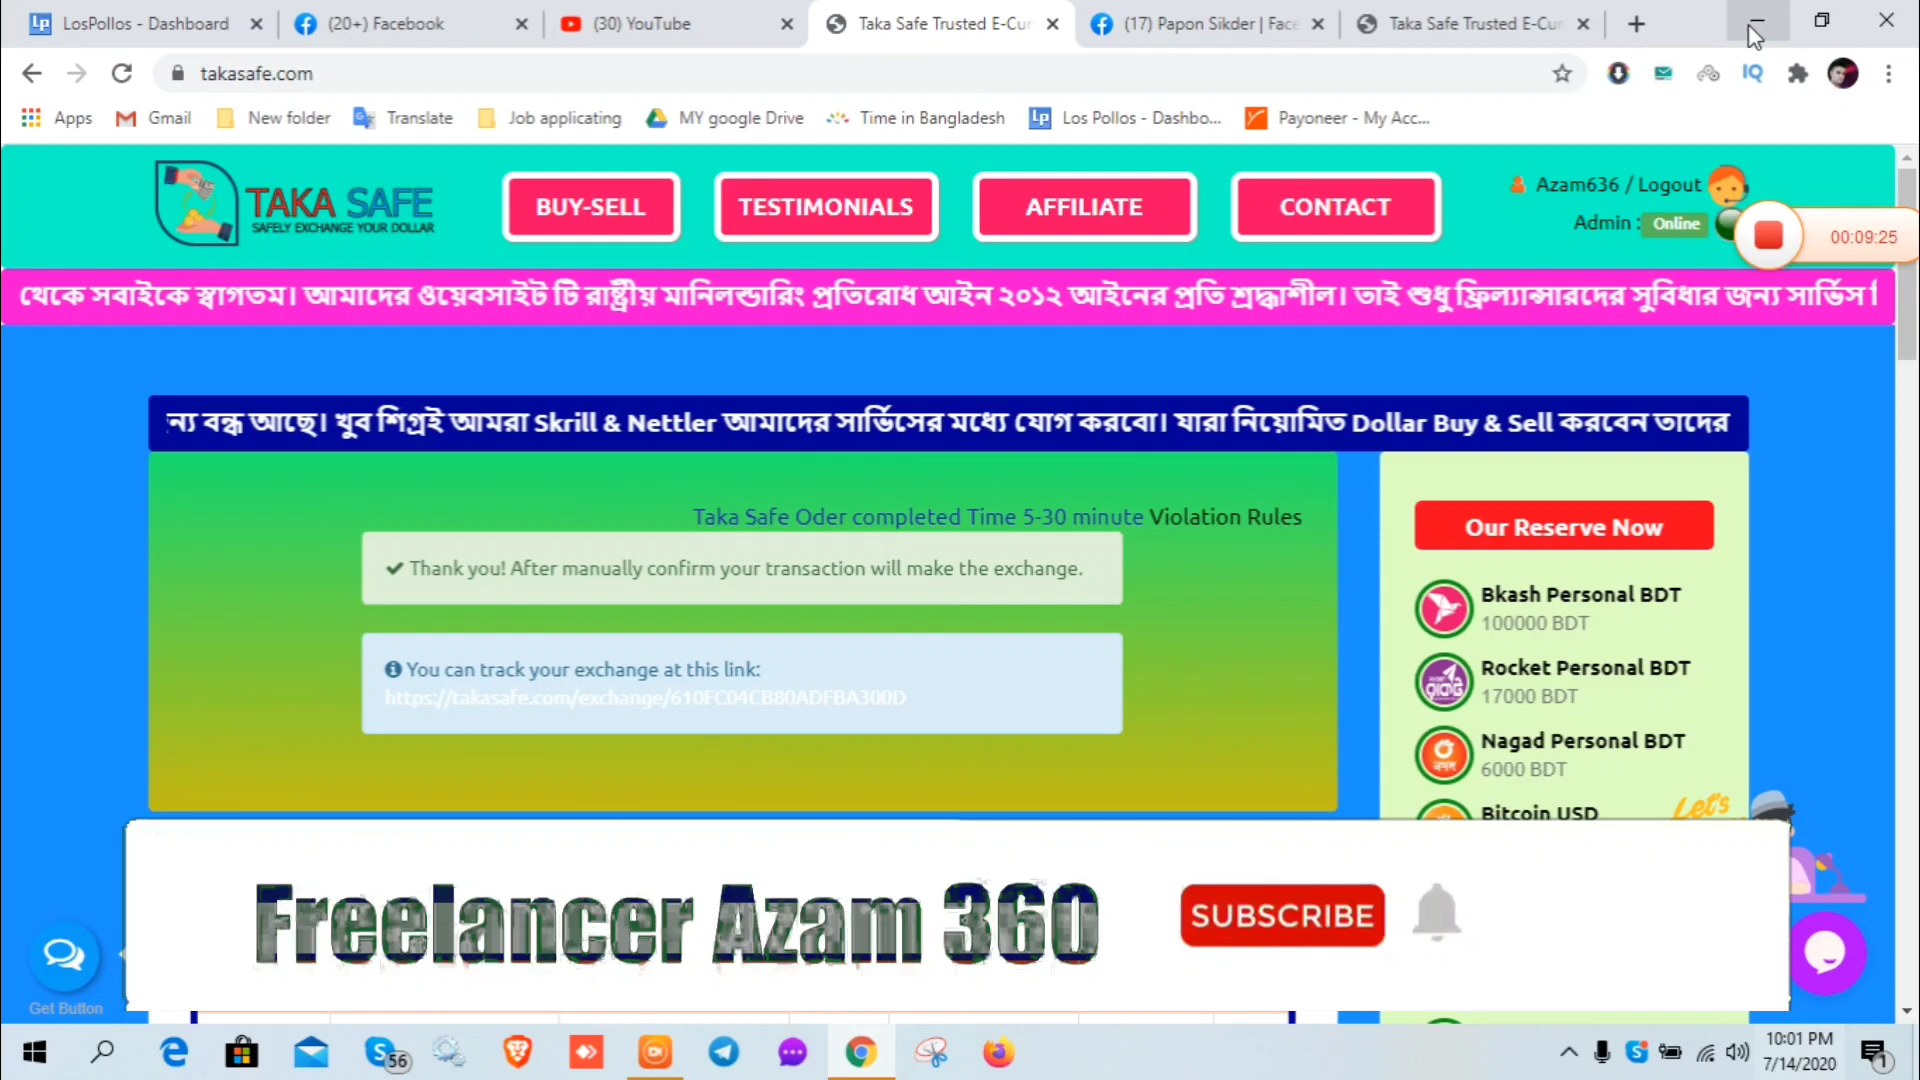 LosPollos - Dashboard
(20+) Facebook
(30) YouTube
Taka Safe Trusted E-Cur
(17) Papon Sikder | Face
Taka Safe Trusted E-Cur
takasafe.com
IQ
Apps
Gmail
New folder
Translate
Job applicating
MY google Drive
Time in Bangladesh
Los Pollos - Dashbo...
Payoneer - My Acc...
TAKA SAFE
SAFELY EXCHANGE YOUR DOLLAR
BUY-SELL
TESTIMONIALS
AFFILIATE
CONTACT
Azam636 / Logout
Admin : Online
00:09:25
থেকে সবাইকে স্বাগতম। আমাদের ওয়েবসাইট টি রাষ্ট্রীয় মানিলন্ডারিং প্রতিরোধ আইন ২০১২ আইনের প্রতি শ্রদ্ধাশীল। তাই শুধু ফ্রিল্যান্সারদের সুবিধার জন্য সার্ভিস
ন্য বন্ধ আছে। খুব শিগ্রই আমরা Skrill & Nettler আমাদের সার্ভিসের মধ্যে যোগ করবো। যারা নিয়োমিত Dollar Buy & Sell করবেন তাদের
Taka Safe Oder completed Time 5-30 minute Violation Rules
Thank you! After manually confirm your transaction will make the exchange.
You can track your exchange at this link:
https://takasafe.com/exchange/610FC04CB80ADFBA300D
Our Reserve Now
Bkash Personal BDT
100000 BDT
Rocket Personal BDT
17000 BDT
Nagad Personal BDT
6000 BDT
Bitcoin USD
Let's
Freelancer Azam 360
SUBSCRIBE
Get Button
56
10:01 PM
7/14/2020
1